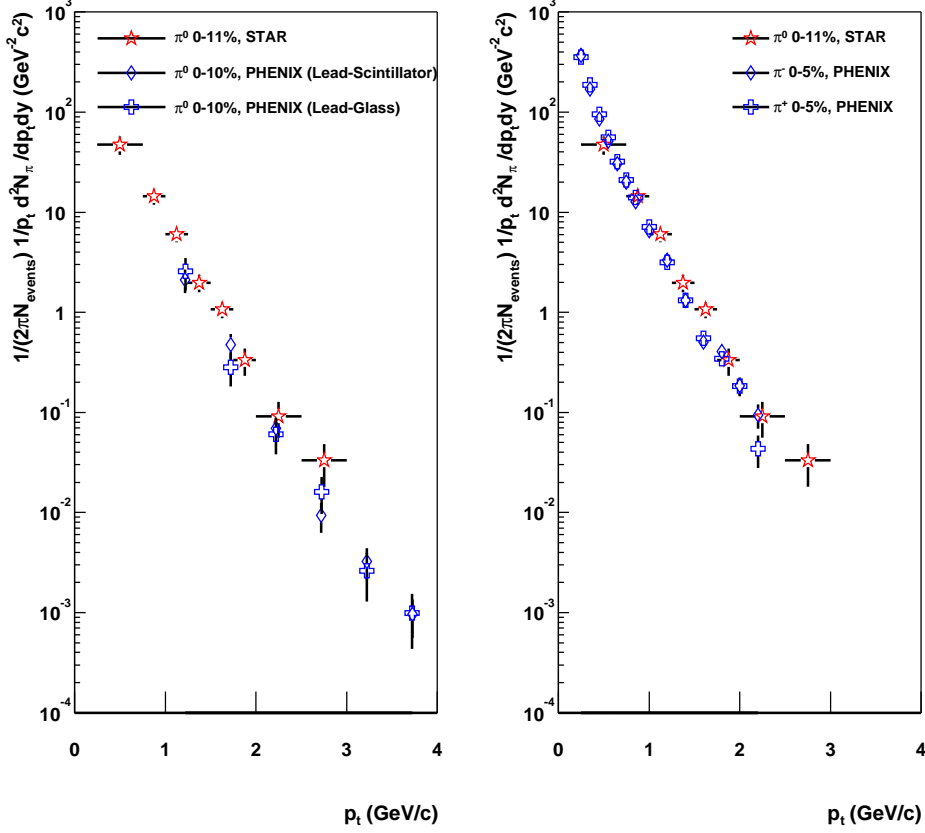 1/(2πN_events) 1/p_t d²N_π/dp_t dy (GeV⁻²c²)
10³
10²
10
1
10⁻¹
10⁻²
10⁻³
10⁻⁴
π⁰ 0-11%, STAR
π⁰ 0-10%, PHENIX (Lead-Scintillator)
π⁰ 0-10%, PHENIX (Lead-Glass)
0 1 2 3 4
p_t (GeV/c)
1/(2πN_events) 1/p_t d²N_π/dp_t dy (GeV⁻²c²)
10³
10²
10
1
10⁻¹
10⁻²
10⁻³
10⁻⁴
π⁰ 0-11%, STAR
π⁻ 0-5%, PHENIX
π⁺ 0-5%, PHENIX
0 1 2 3 4
p_t (GeV/c)